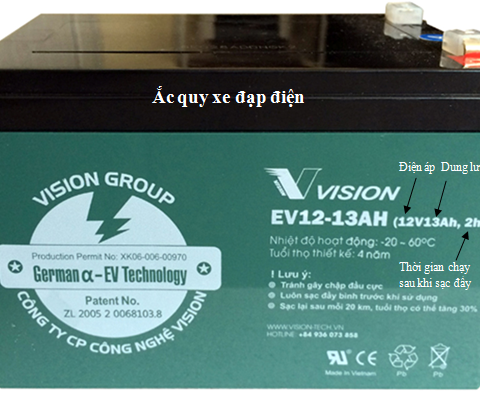 Ắc quy xe đạp điện
VISION GROUP
Production Permit No: XK06-006-00970
German α-EV Technology
Patent No.
ZL 2005 2 0068103.8
CÔNG TY CP CÔNG NGHỆ VISION
Điện áp Dung lư
VISION
EV12-13AH (12V13Ah, 2h
Nhiệt độ hoạt động: -20 ~ 60°C
Tuổi thọ thiết kế: 4 năm
Thời gian chạy
sau khi sạc đầy
! Lưu ý:
Tránh gây chập đầu cực
Luôn sạc đầy bình trước khi sử dụng
Sạc lại sau mỗi 20 km, tuổi thọ có thể tăng 30%
WWW.VISION-TECH.VN
HOTLINE: +84 936 073 858
CE
Made in Vietnam
Pb
Pb